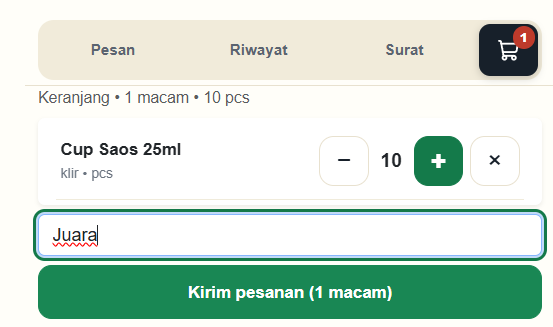 Pesan Riwayat Surat 1
Keranjang • 1 macam • 10 pcs
Cup Saos 25ml
klir • pcs
− 10 + ×
Juara
Kirim pesanan (1 macam)